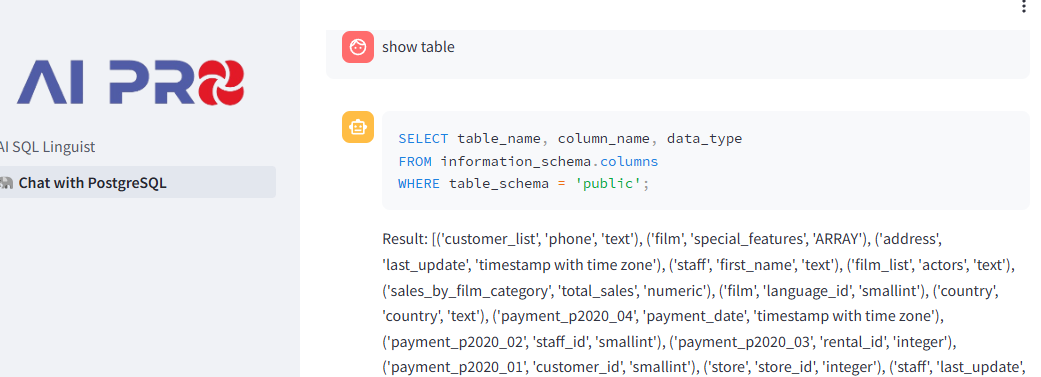 AI PRO
AI SQL Linguist
Chat with PostgreSQL
show table
SELECT table_name, column_name, data_type
FROM information_schema.columns
WHERE table_schema = 'public';
Result: [('customer_list', 'phone', 'text'), ('film', 'special_features', 'ARRAY'), ('address',
'last_update', 'timestamp with time zone'), ('staff', 'first_name', 'text'), ('film_list', 'actors', 'text'),
('sales_by_film_category', 'total_sales', 'numeric'), ('film', 'language_id', 'smallint'), ('country',
'country', 'text'), ('payment_p2020_04', 'payment_date', 'timestamp with time zone'),
('payment_p2020_02', 'staff_id', 'smallint'), ('payment_p2020_03', 'rental_id', 'integer'),
('payment_p2020_01', 'customer_id', 'smallint'), ('store', 'store_id', 'integer'), ('staff', 'last_update',